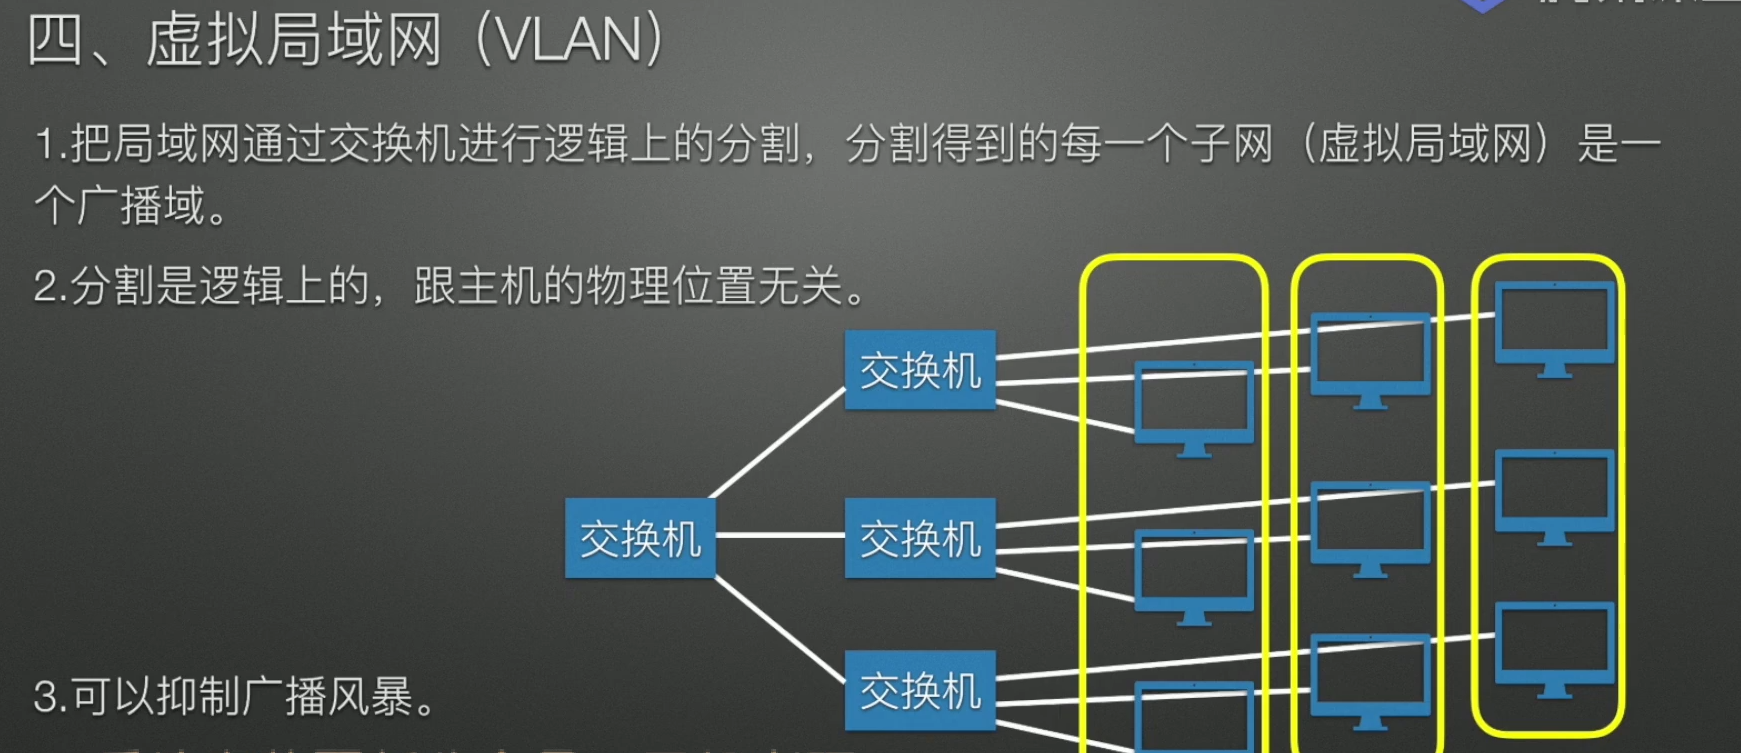 四、虚拟局域网（VLAN）
1.把局域网通过交换机进行逻辑上的分割，分割得到的每一个子网（虚拟局域网）是一
个广播域。
2.分割是逻辑上的，跟主机的物理位置无关。
交换机
交换机
交换机
交换机
3.可以抑制广播风暴。